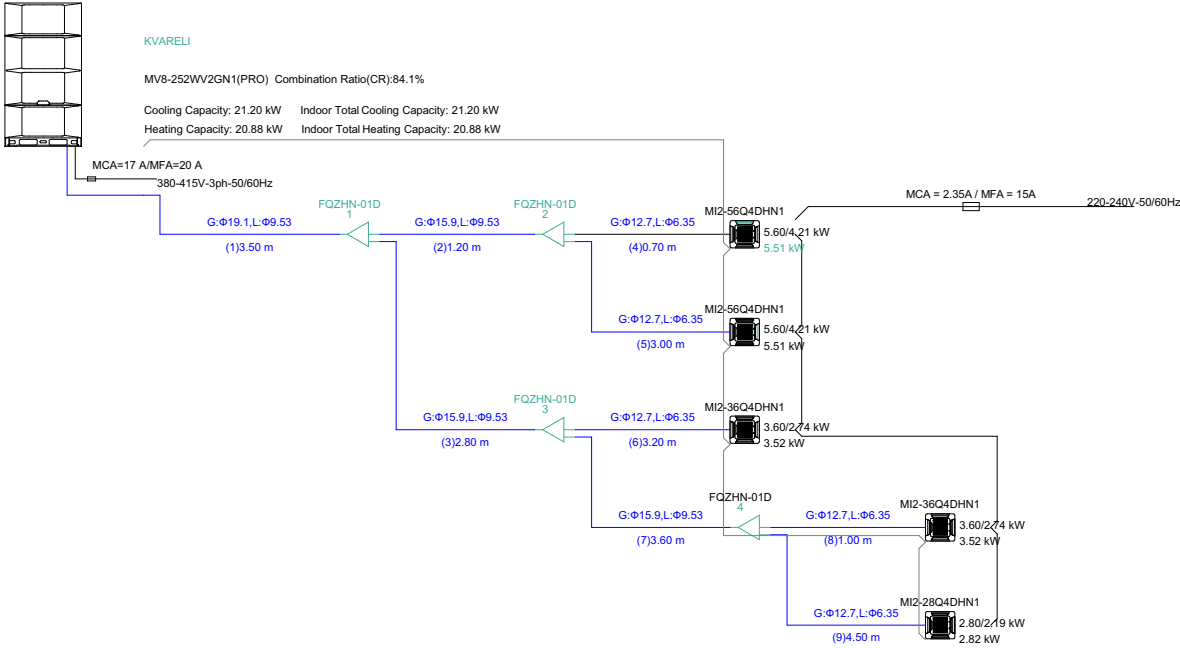 KVARELI
MV8-252WV2GN1(PRO) Combination Ratio(CR):84.1%
Cooling Capacity: 21.20 kW Indoor Total Cooling Capacity: 21.20 kW
Heating Capacity: 20.88 kW Indoor Total Heating Capacity: 20.88 kW
MCA=17 A/MFA=20 A
380-415V-3ph-50/60Hz
MCA = 2.35A / MFA = 15A
220-240V-50/60Hz
FQZHN-01D
1
FQZHN-01D
2
MI2-56Q4DHN1
G:Φ19.1,L:Φ9.53
G:Φ15.9,L:Φ9.53
G:Φ12.7,L:Φ6.35
5.60/4.21 kW
(1)3.50 m
(2)1.20 m
(4)0.70 m
5.51 kW
MI2-56Q4DHN1
G:Φ12.7,L:Φ6.35
5.60/4.21 kW
(5)3.00 m
5.51 kW
FQZHN-01D
3
MI2-36Q4DHN1
G:Φ15.9,L:Φ9.53
G:Φ12.7,L:Φ6.35
3.60/2.74 kW
(3)2.80 m
(6)3.20 m
3.52 kW
FQZHN-01D
4
MI2-36Q4DHN1
G:Φ15.9,L:Φ9.53
G:Φ12.7,L:Φ6.35
3.60/2.74 kW
(7)3.60 m
(8)1.00 m
3.52 kW
MI2-28Q4DHN1
G:Φ12.7,L:Φ6.35
2.80/2.19 kW
(9)4.50 m
2.82 kW